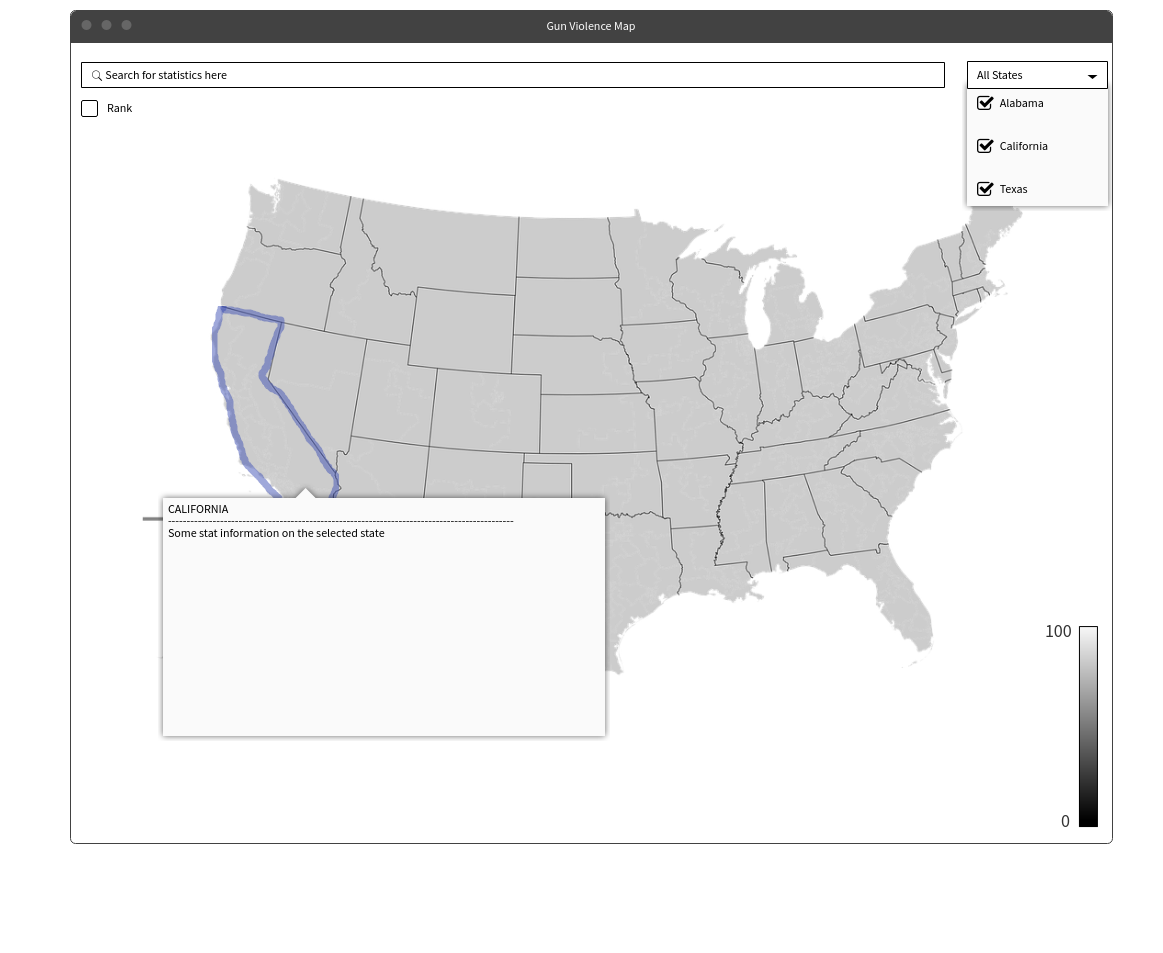 Gun Violence Map
Search for statistics here
All States
Rank
Alabama
California
Texas
CALIFORNIA
--------------------------------------------------------------------------------------------------------
Some stat information on the selected state
100
0